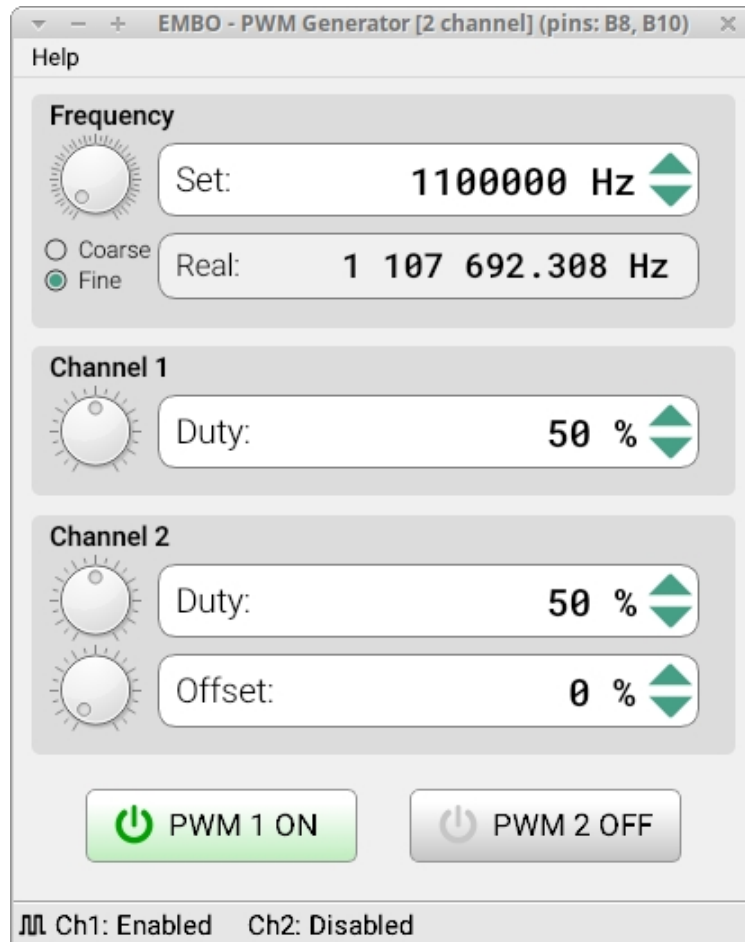 EMBO - PWM Generator [2 channel] (pins: B8, B10)
Help
Frequency
Set: 1100000 Hz
Coarse
Fine
Real: 1 107 692.308 Hz
Channel 1
Duty: 50 %
Channel 2
Duty: 50 %
Offset: 0 %
PWM 1 ON PWM 2 OFF
Ch1: Enabled Ch2: Disabled